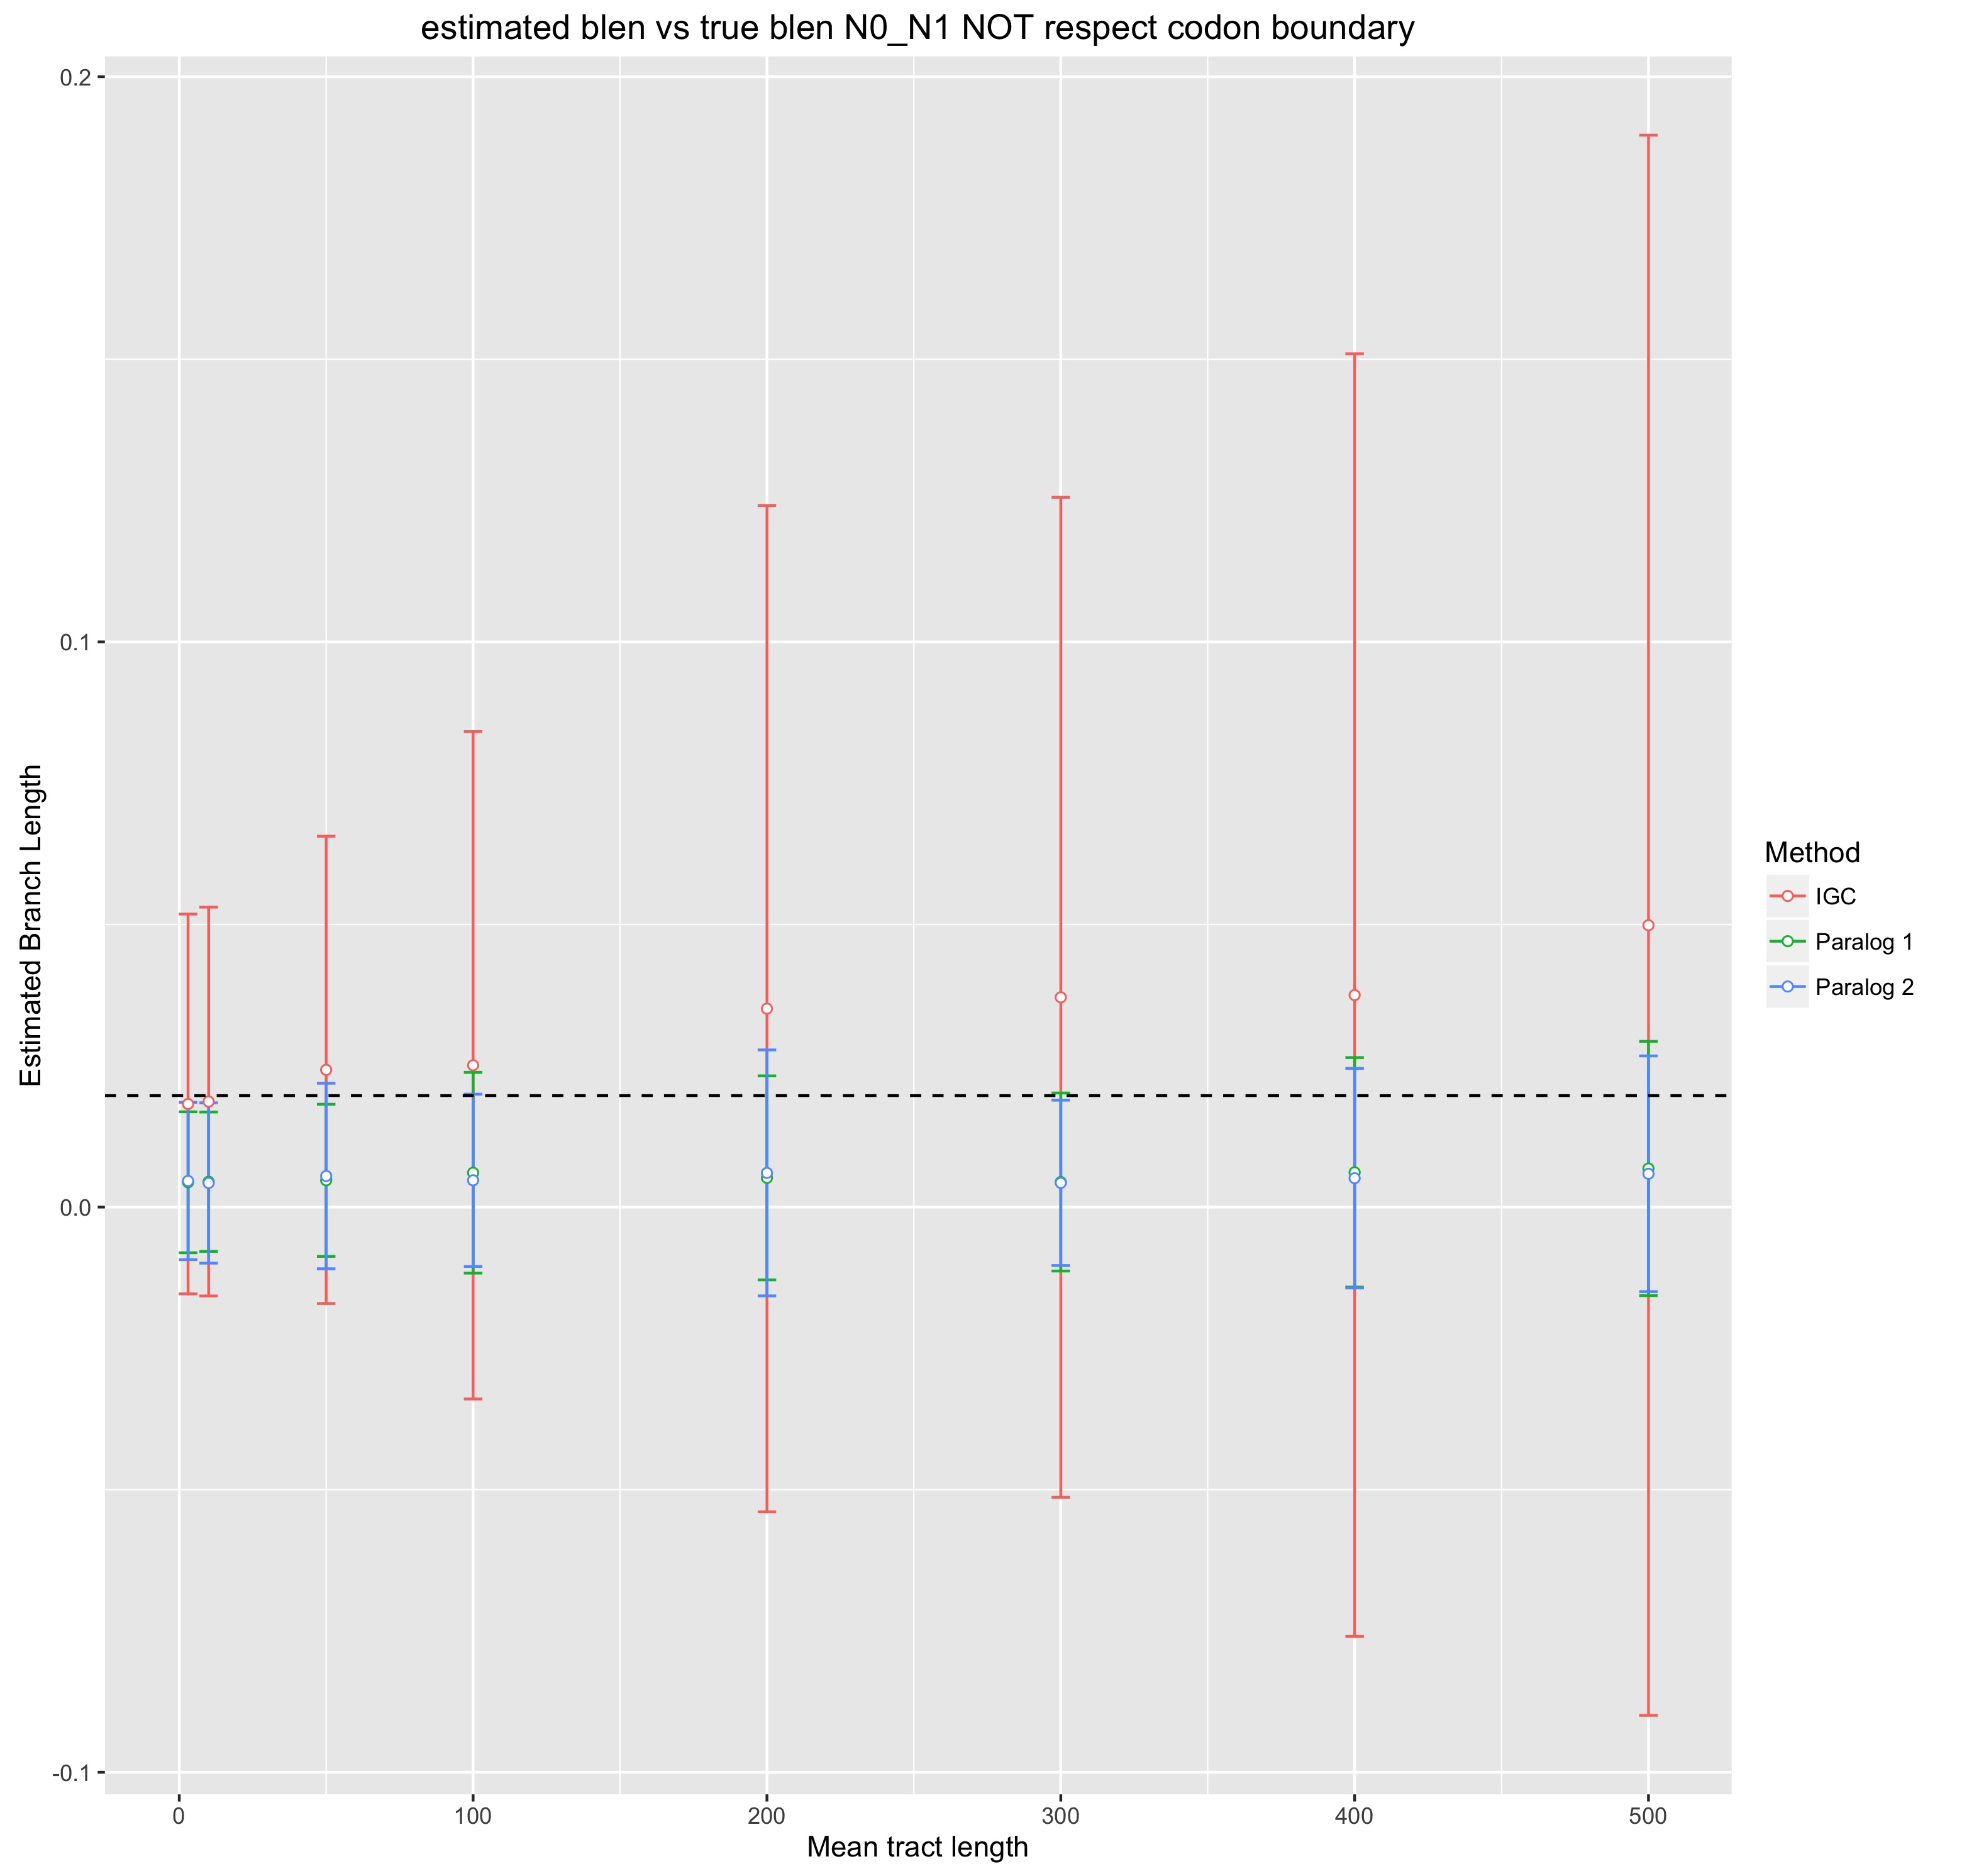 estimated blen vs true blen N0_N1 NOT respect codon boundary
Estimated Branch Length
0.2
0.1
0.0
-0.1
0 100 200 300 400 500
Mean tract length
Method
IGC
Paralog 1
Paralog 2